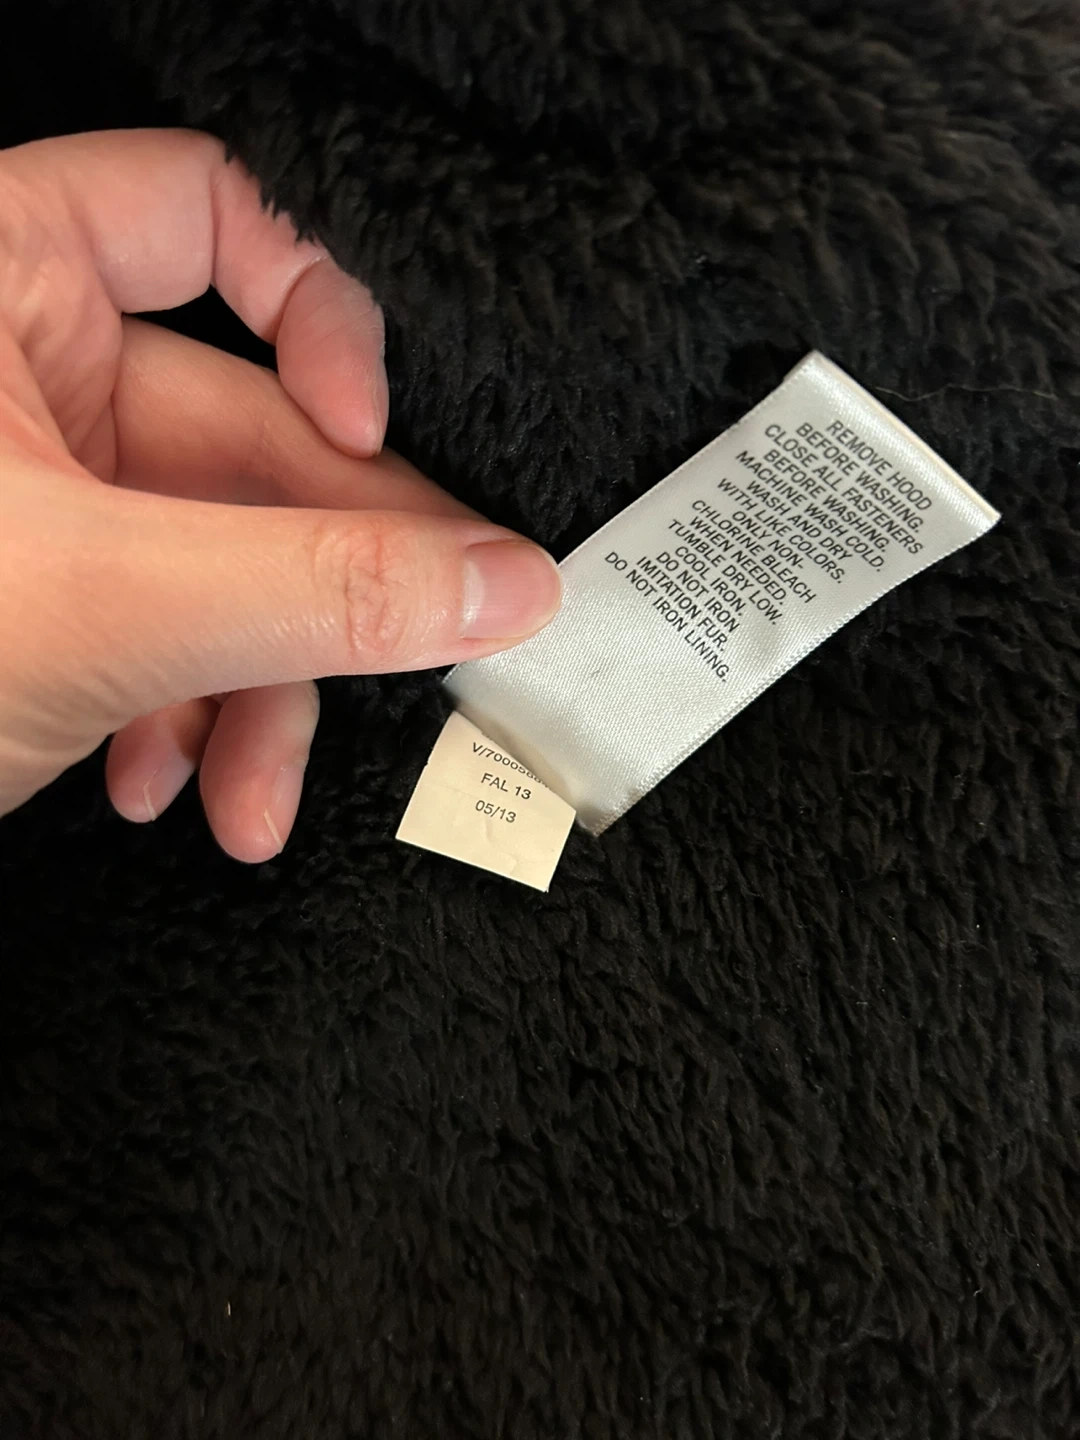 REMOVE HOOD
BEFORE WASHING.
CLOSE ALL FASTENERS
BEFORE WASHING.
MACHINE WASH COLD.
WASH AND DRY
WITH LIKE COLORS.
ONLY NON-
CHLORINE BLEACH
WHEN NEEDED.
TUMBLE DRY LOW.
COOL IRON.
DO NOT IRON
IMITATION FUR.
DO NOT IRON LINING.
FAL 13
05/13